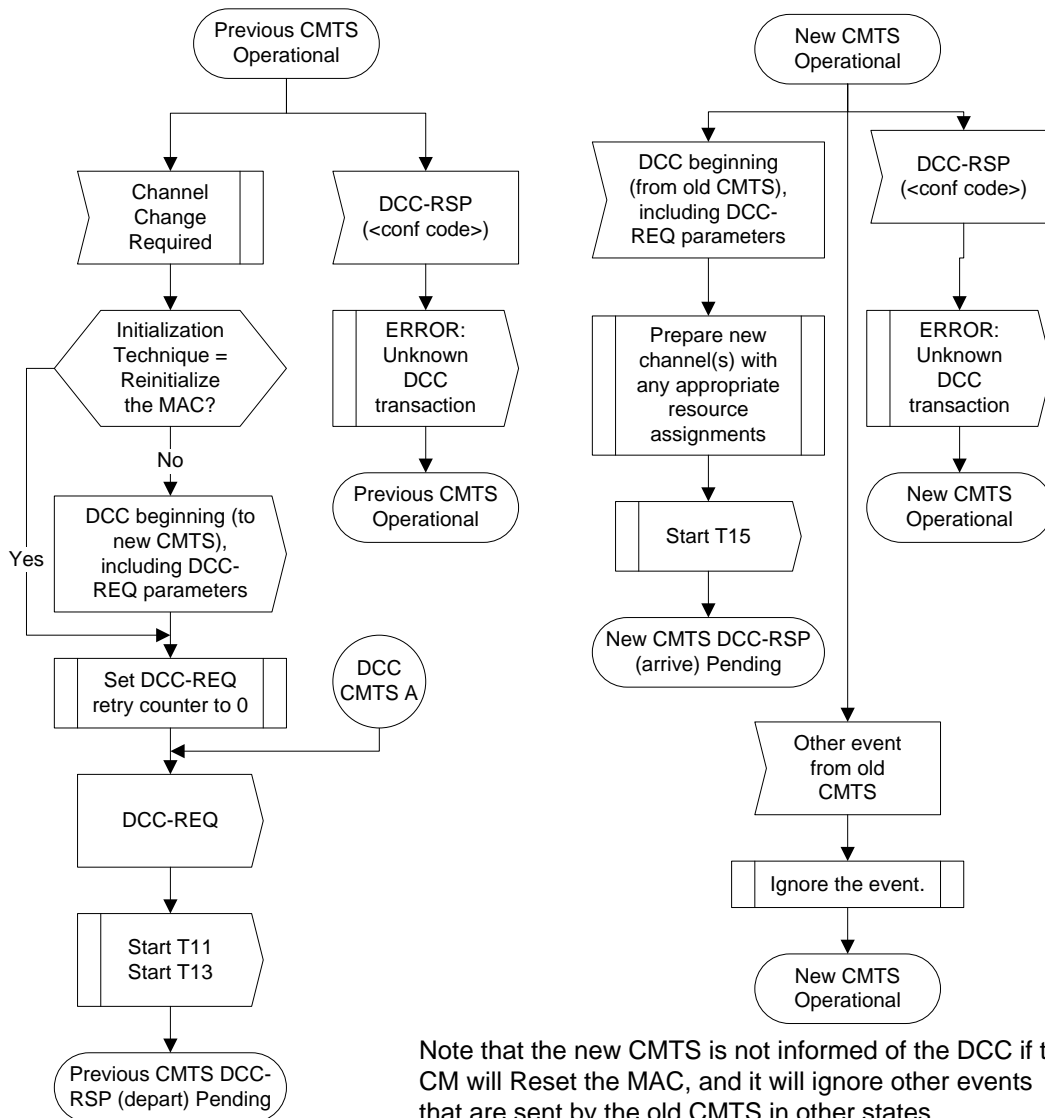 Previous CMTS
Operational
Channel
Change
Required
DCC-RSP
(<conf code>)
Initialization
Technique =
Reinitialize
the MAC?
ERROR:
Unknown
DCC
transaction
No
Previous CMTS
Operational
Yes
DCC beginning (to
new CMTS),
including DCC-
REQ parameters
Set DCC-REQ
retry counter to 0
DCC
CMTS A
DCC-REQ
Start T11
Start T13
Previous CMTS DCC-
RSP (depart) Pending
New CMTS
Operational
DCC beginning
(from old CMTS),
including DCC-
REQ parameters
DCC-RSP
(<conf code>)
Prepare new
channel(s) with
any appropriate
resource
assignments
ERROR:
Unknown
DCC
transaction
New CMTS
Operational
Start T15
New CMTS DCC-RSP
(arrive) Pending
Other event
from old
CMTS
Ignore the event.
New CMTS
Operational
Note that the new CMTS is not informed of the DCC if
CM will Reset the MAC, and it will ignore other events
that are sent by the old CMTS in other states